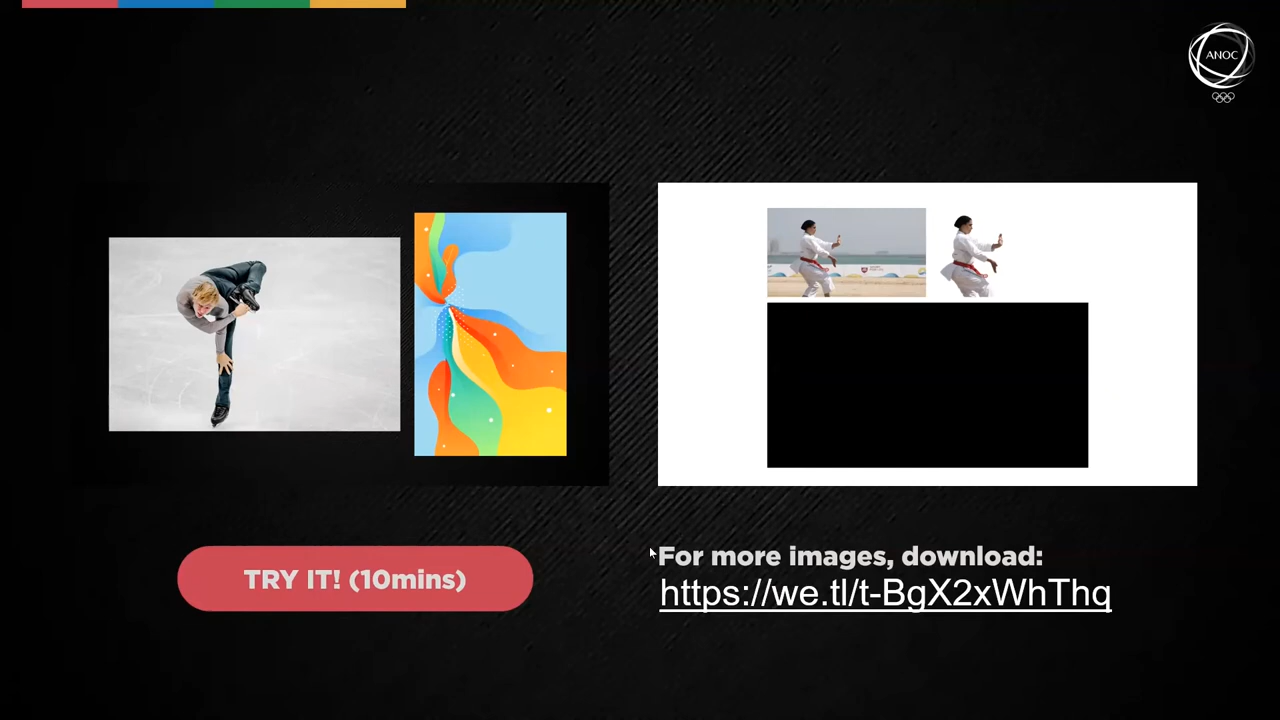 ANOC
TRY IT! (10mins)
For more images, download:
https://we.tl/t-BgX2xWhThq